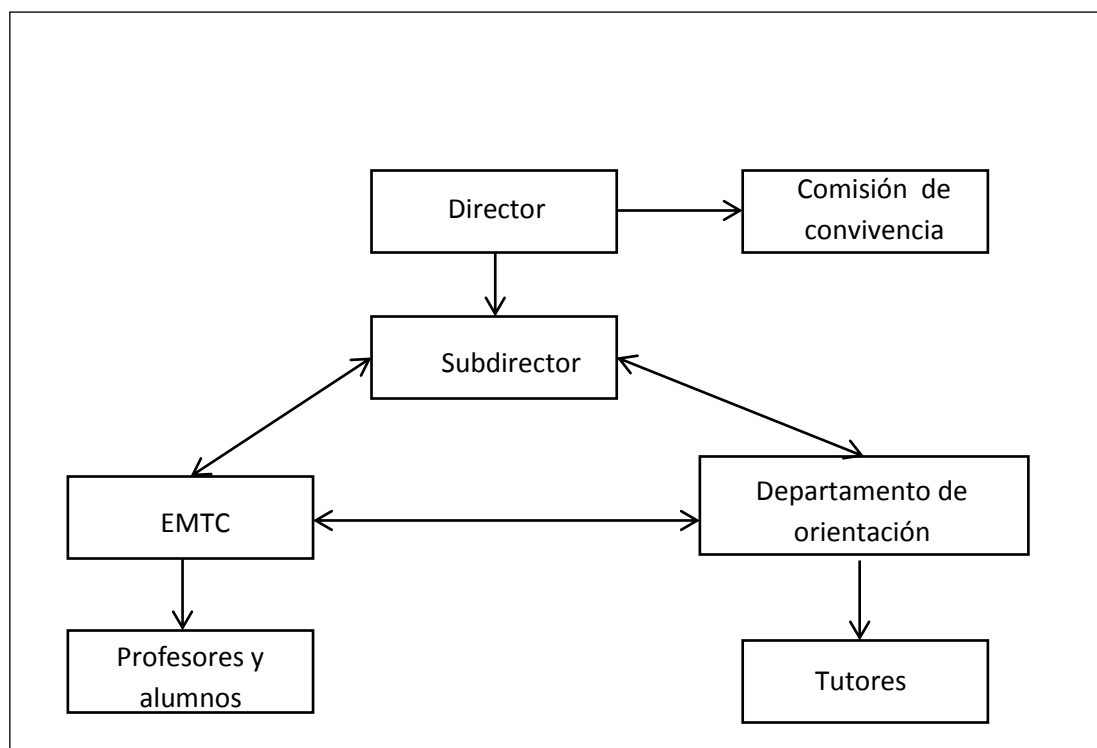 Director
Comisión de
convivencia
Subdirector
EMTC
Departamento de
orientación
Profesores y
alumnos
Tutores